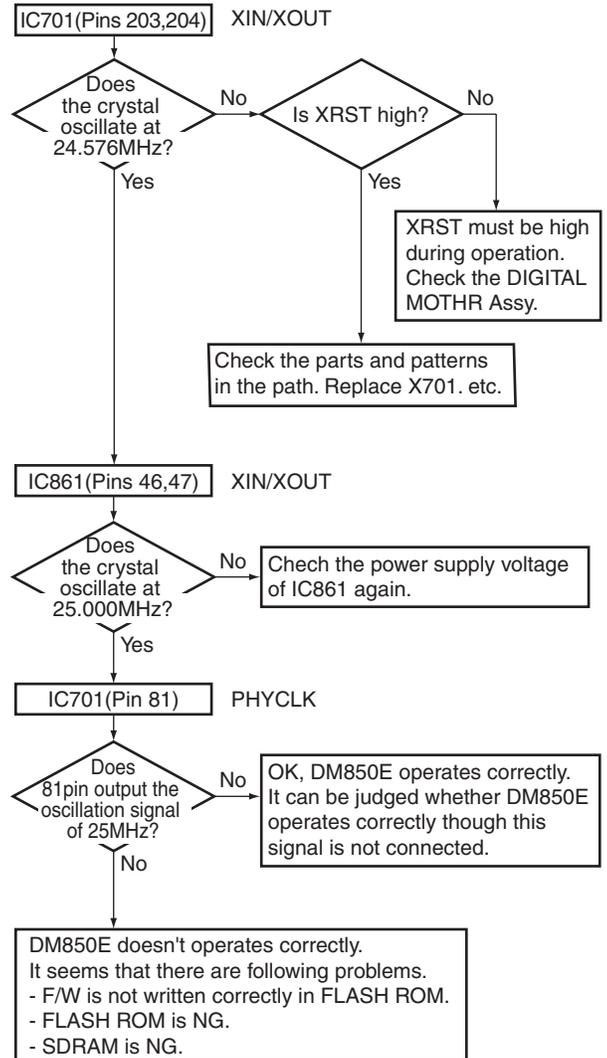 IC701(Pins 203,204) XIN/XOUT
Does
the crystal
oscillate at
24.576MHz?
No
Is XRST high?
No
Yes
Yes
XRST must be high
during operation.
Check the DIGITAL
MOTHR Assy.
Check the parts and patterns
in the path. Replace X701. etc.
IC861(Pins 46,47) XIN/XOUT
Does
the crystal
oscillate at
25.000MHz?
No
Chech the power supply voltage
of IC861 again.
Yes
IC701(Pin 81) PHYCLK
Does
81pin output the
oscillation signal
of 25MHz?
No
OK, DM850E operates correctly.
It can be judged whether DM850E
operates correctly though this
signal is not connected.
No
DM850E doesn't operates correctly.
It seems that there are following problems.
- F/W is not written correctly in FLASH ROM.
- FLASH ROM is NG.
- SDRAM is NG.